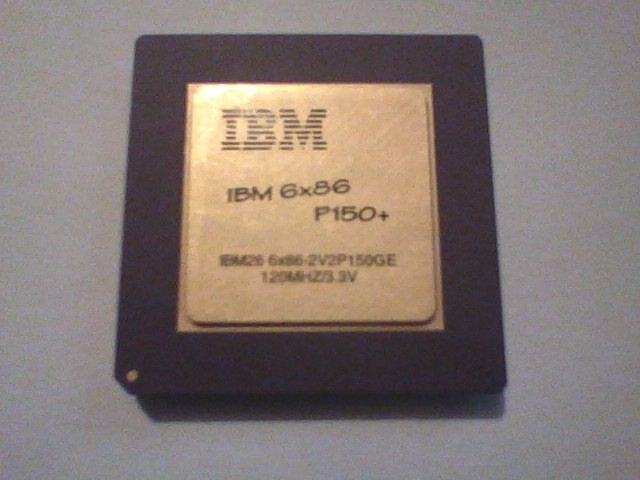 IBM
IBM 6x86
P150+
IBM26 6x86-2V2P150GE
120MHZ/3.3V